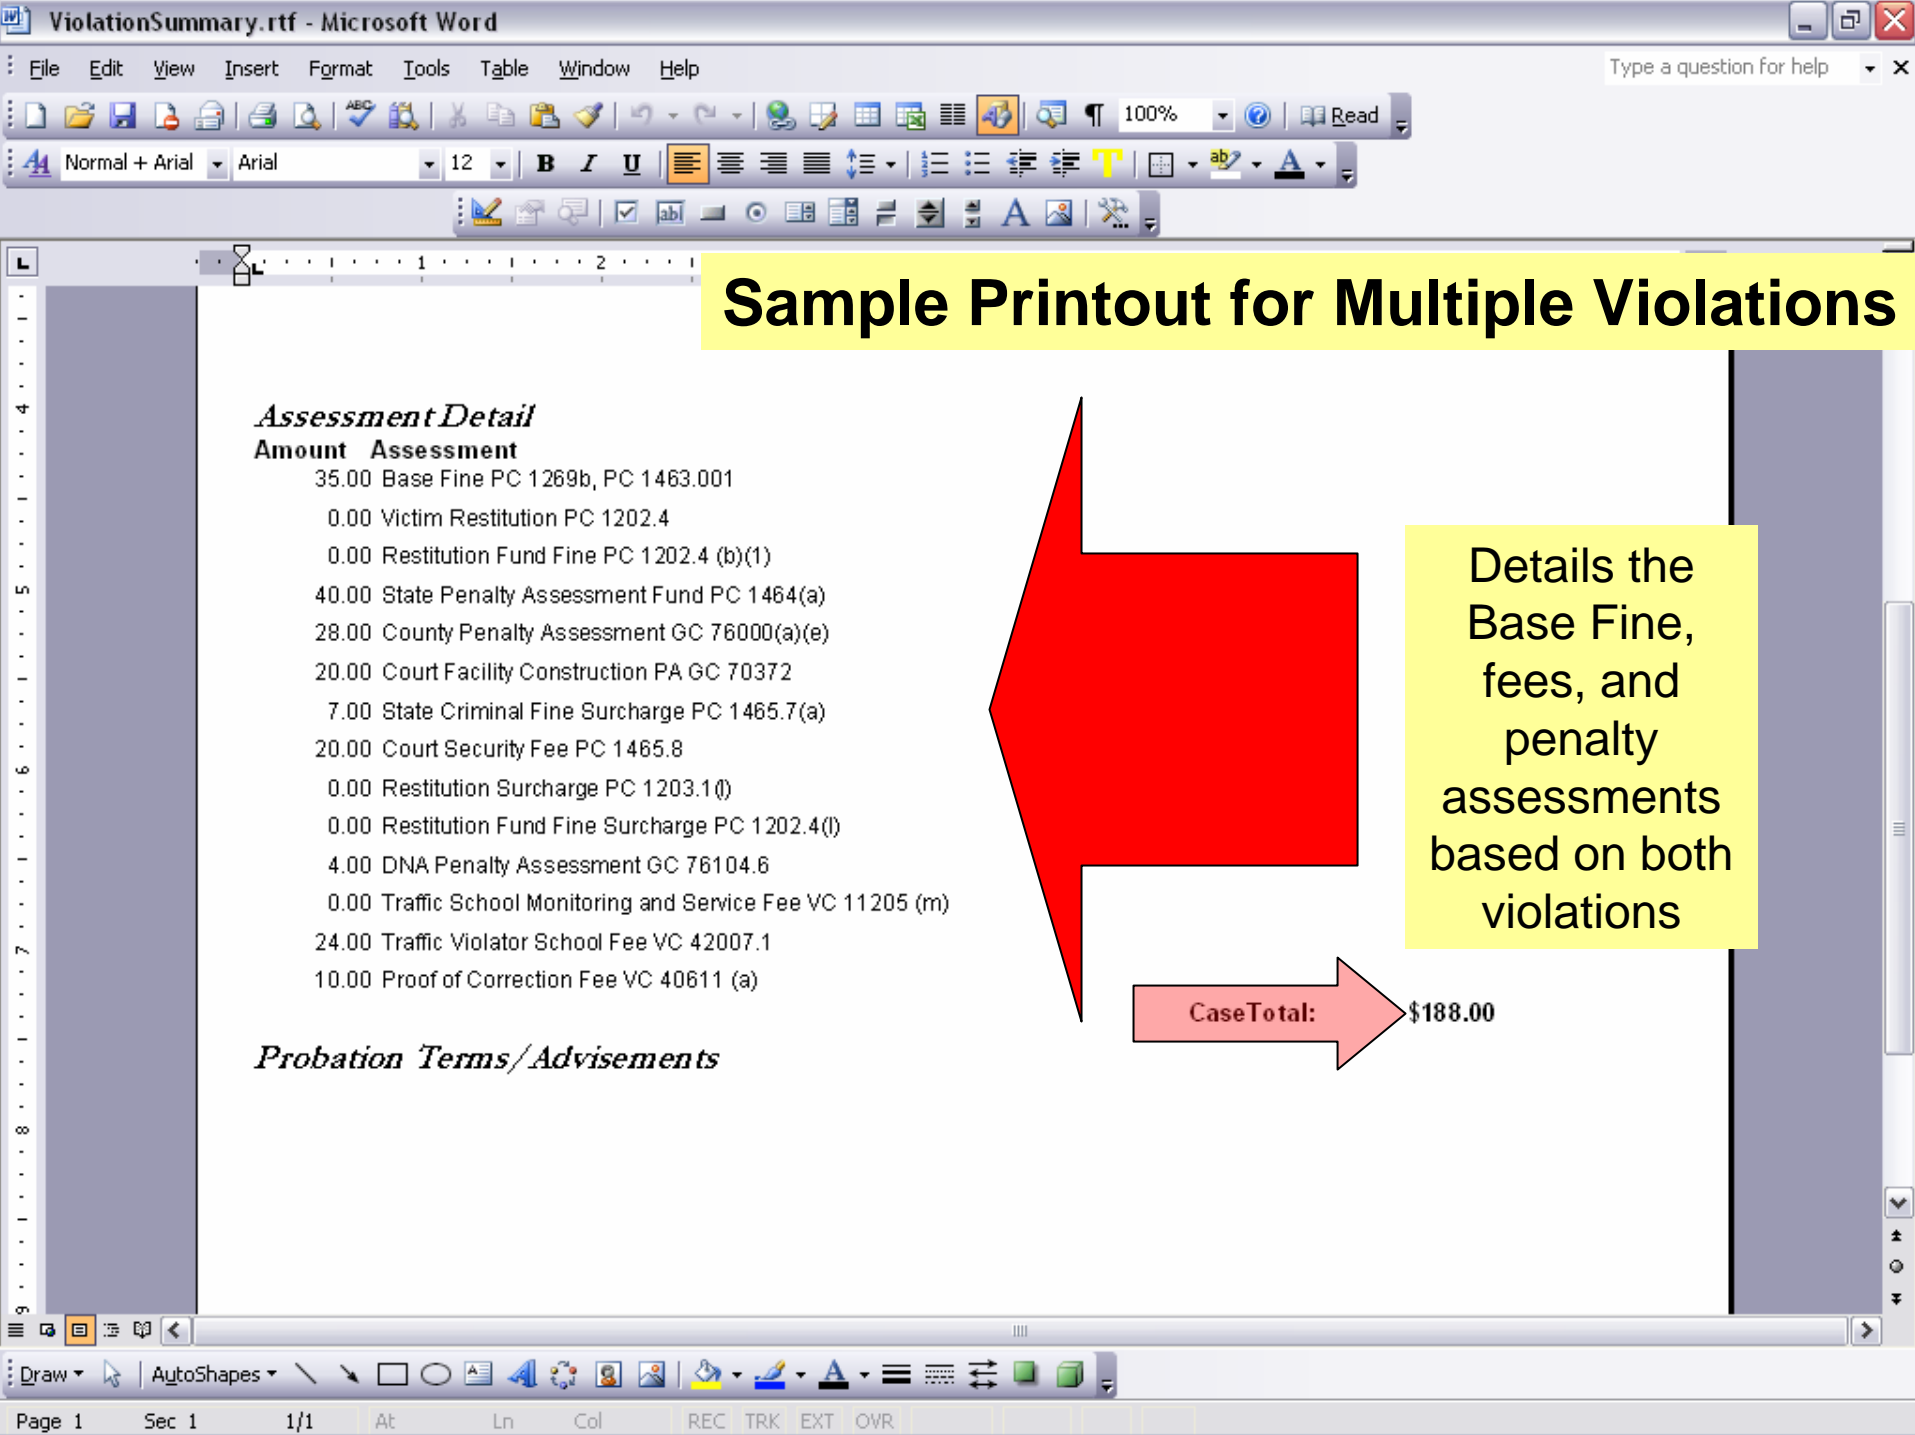 ViolationSummary.rtf - Microsoft Word
File Edit View Insert Format Tools Table Window Help
Type a question for help
100%
Read
Normal + Arial Arial 12 B I U
1 2
Sample Printout for Multiple Violations
Assessment Detail
Amount Assessment
35.00 Base Fine PC 1269b, PC 1463.001
0.00 Victim Restitution PC 1202.4
0.00 Restitution Fund Fine PC 1202.4 (b)(1)
40.00 State Penalty Assessment Fund PC 1464(a)
28.00 County Penalty Assessment GC 76000(a)(e)
20.00 Court Facility Construction PA GC 70372
7.00 State Criminal Fine Surcharge PC 1465.7(a)
20.00 Court Security Fee PC 1465.8
0.00 Restitution Surcharge PC 1203.1(l)
0.00 Restitution Fund Fine Surcharge PC 1202.4(l)
4.00 DNA Penalty Assessment GC 76104.6
0.00 Traffic School Monitoring and Service Fee VC 11205 (m)
24.00 Traffic Violator School Fee VC 42007.1
10.00 Proof of Correction Fee VC 40611 (a)
Details the
Base Fine,
fees, and
penalty
assessments
based on both
violations
CaseTotal: $188.00
Probation Terms/Advisements
4
5
6
7
8
9
Draw AutoShapes
Page 1 Sec 1 1/1 At Ln Col REC TRK EXT OVR